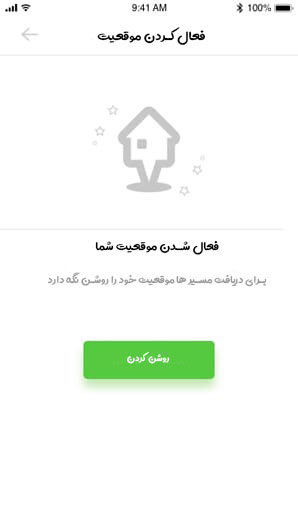 9:41 AM 100%
فعال کردن موقعیت
فعال شدن موقعیت شما
برای دریافت مسیر ها موقعیت خود را روشن نگه دارد
روشن کردن